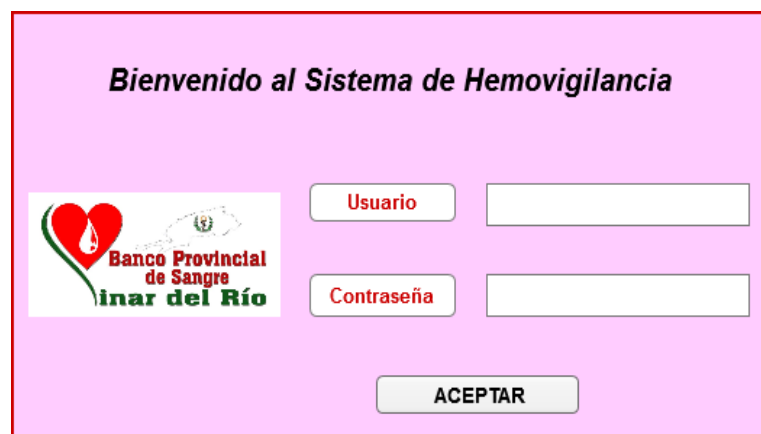 Bienvenido al Sistema de Hemovigilancia
Usuario
Banco Provincial
de Sangre
inar del Río
Contraseña
ACEPTAR